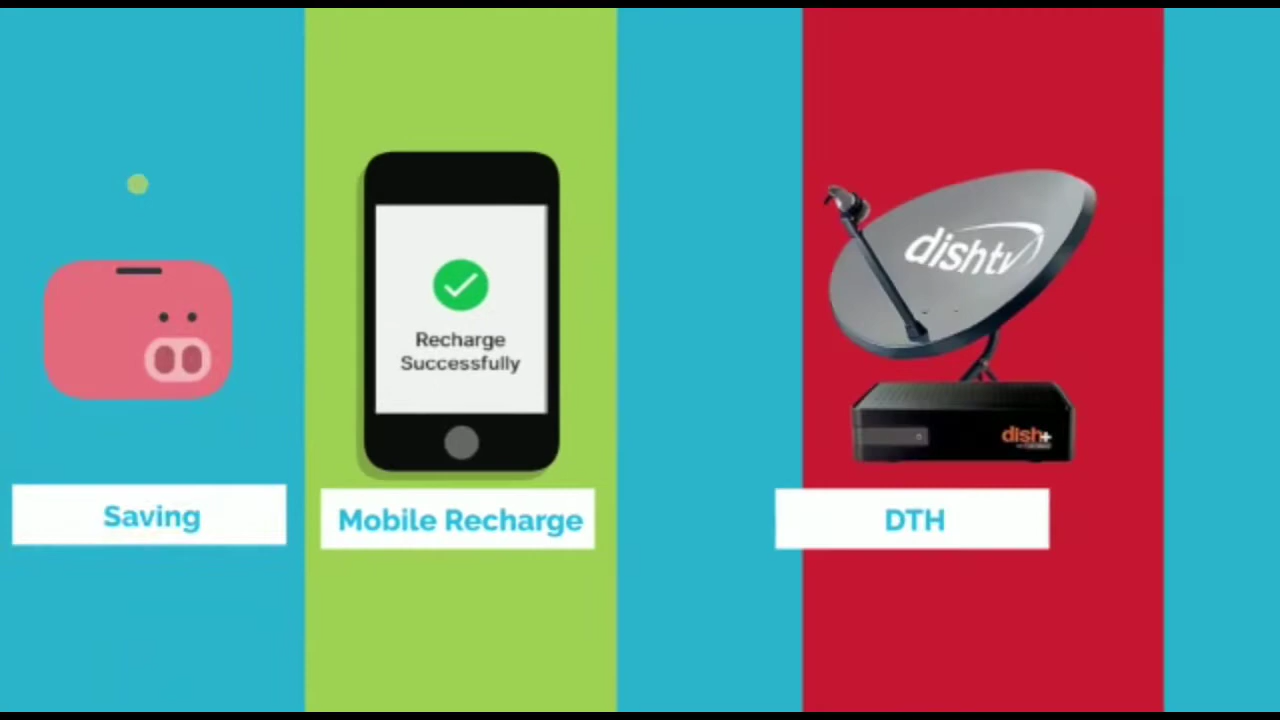 Recharge
Successfully
dishtv
dish+
Saving
Mobile Recharge
DTH